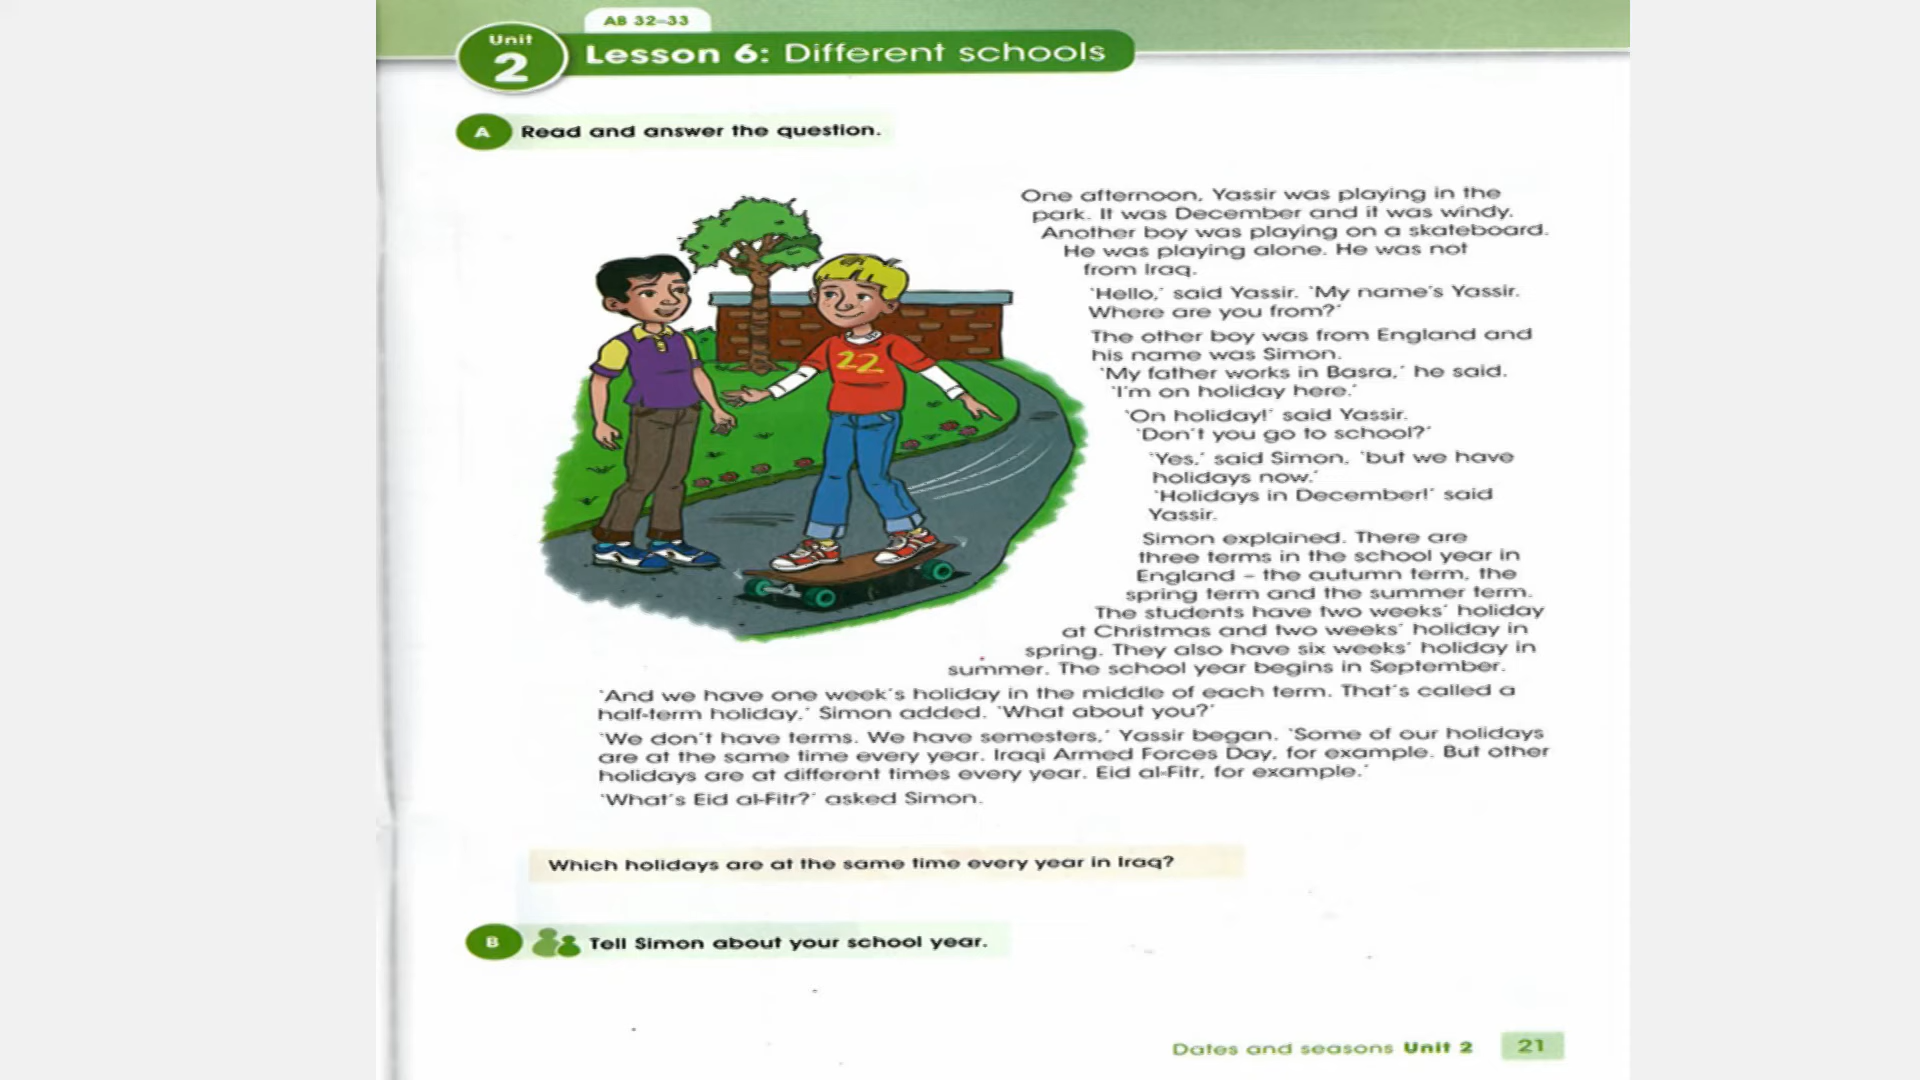 AB 32–33
Unit
2
Lesson 6: Different schools
A Read and answer the question.
One afternoon, Yassir was playing in the
park. It was December and it was windy.
Another boy was playing on a skateboard.
He was playing alone. He was not
from Iraq.
‘Hello,’ said Yassir. ‘My name’s Yassir.
Where are you from?’
The other boy was from England and
his name was Simon.
‘My father works in Basra,’ he said.
‘I’m on holiday here.’
‘On holiday!’ said Yassir.
‘Don’t you go to school?’
‘Yes,’ said Simon, ‘but we have
holidays now.’
‘Holidays in December!’ said
Yassir.
Simon explained. There are
three terms in the school year in
England – the autumn term, the
spring term and the summer term.
The students have two weeks’ holiday
at Christmas and two weeks’ holiday in
spring. They also have six weeks’ holiday in
summer. The school year begins in September.
‘And we have one week’s holiday in the middle of each term. That’s called a
half-term holiday,’ Simon added. ‘What about you?’
‘We don’t have terms. We have semesters,’ Yassir began. ‘Some of our holidays
are at the same time every year. Iraqi Armed Forces Day, for example. But other
holidays are at different times every year. Eid al-Fitr, for example.’
‘What’s Eid al-Fitr?’ asked Simon.
22
Which holidays are at the same time every year in Iraq?
B Tell Simon about your school year.
Dates and seasons Unit 2 21